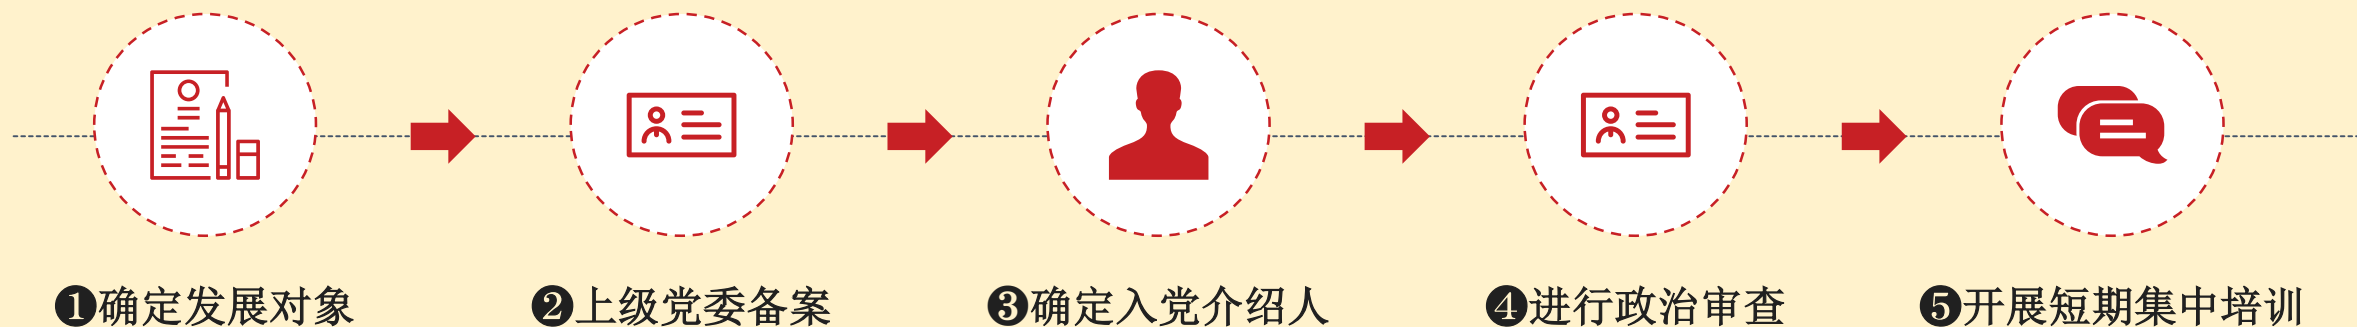 ❶确定发展对象
❷上级党委备案
❸确定入党介绍人
❹进行政治审查
❺开展短期集中培训